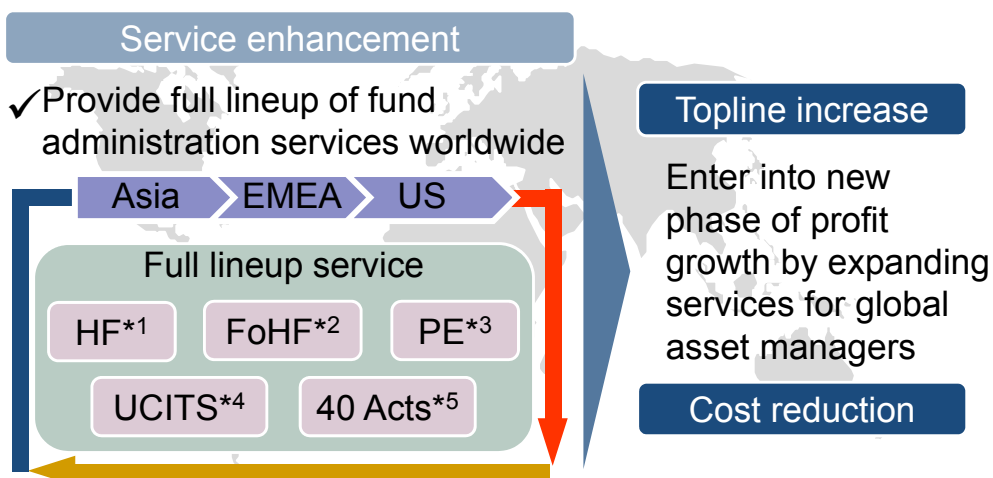 Service enhancement
✓Provide full lineup of fund
administration services worldwide
Asia
EMEA
US
Full lineup service
HF*1
FoHF*2
PE*3
UCITS*4
40 Acts*5
Topline increase
Enter into new
phase of profit
growth by expanding
services for global
asset managers
Cost reduction